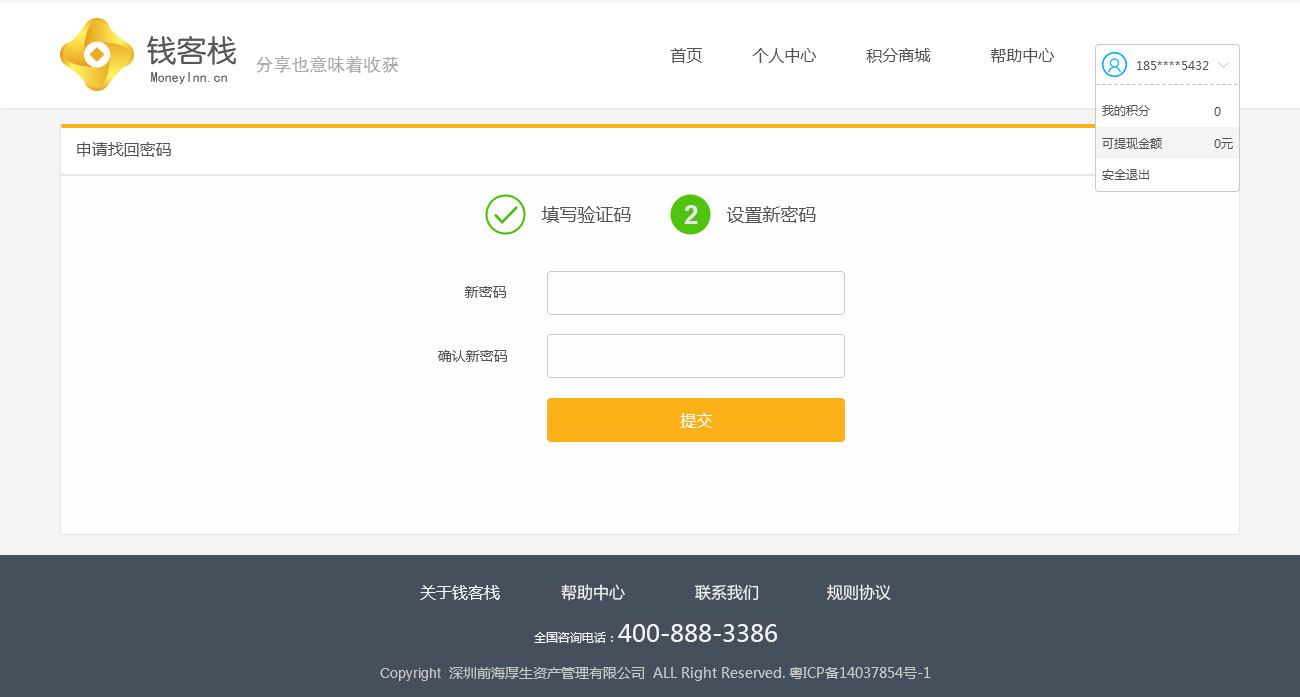 钱客栈
MoneyInn.cn
分享也意味着收获
首页 个人中心 积分商城 帮助中心
185****5432
我的积分 0
可提现金额 0元
安全退出
申请找回密码
填写验证码 2 设置新密码
新密码
确认新密码
提交
关于钱客栈 帮助中心 联系我们 规则协议
全国咨询电话：400-888-3386
Copyright 深圳前海厚生资产管理有限公司 ALL Right Reserved. 粤ICP备14037854号-1